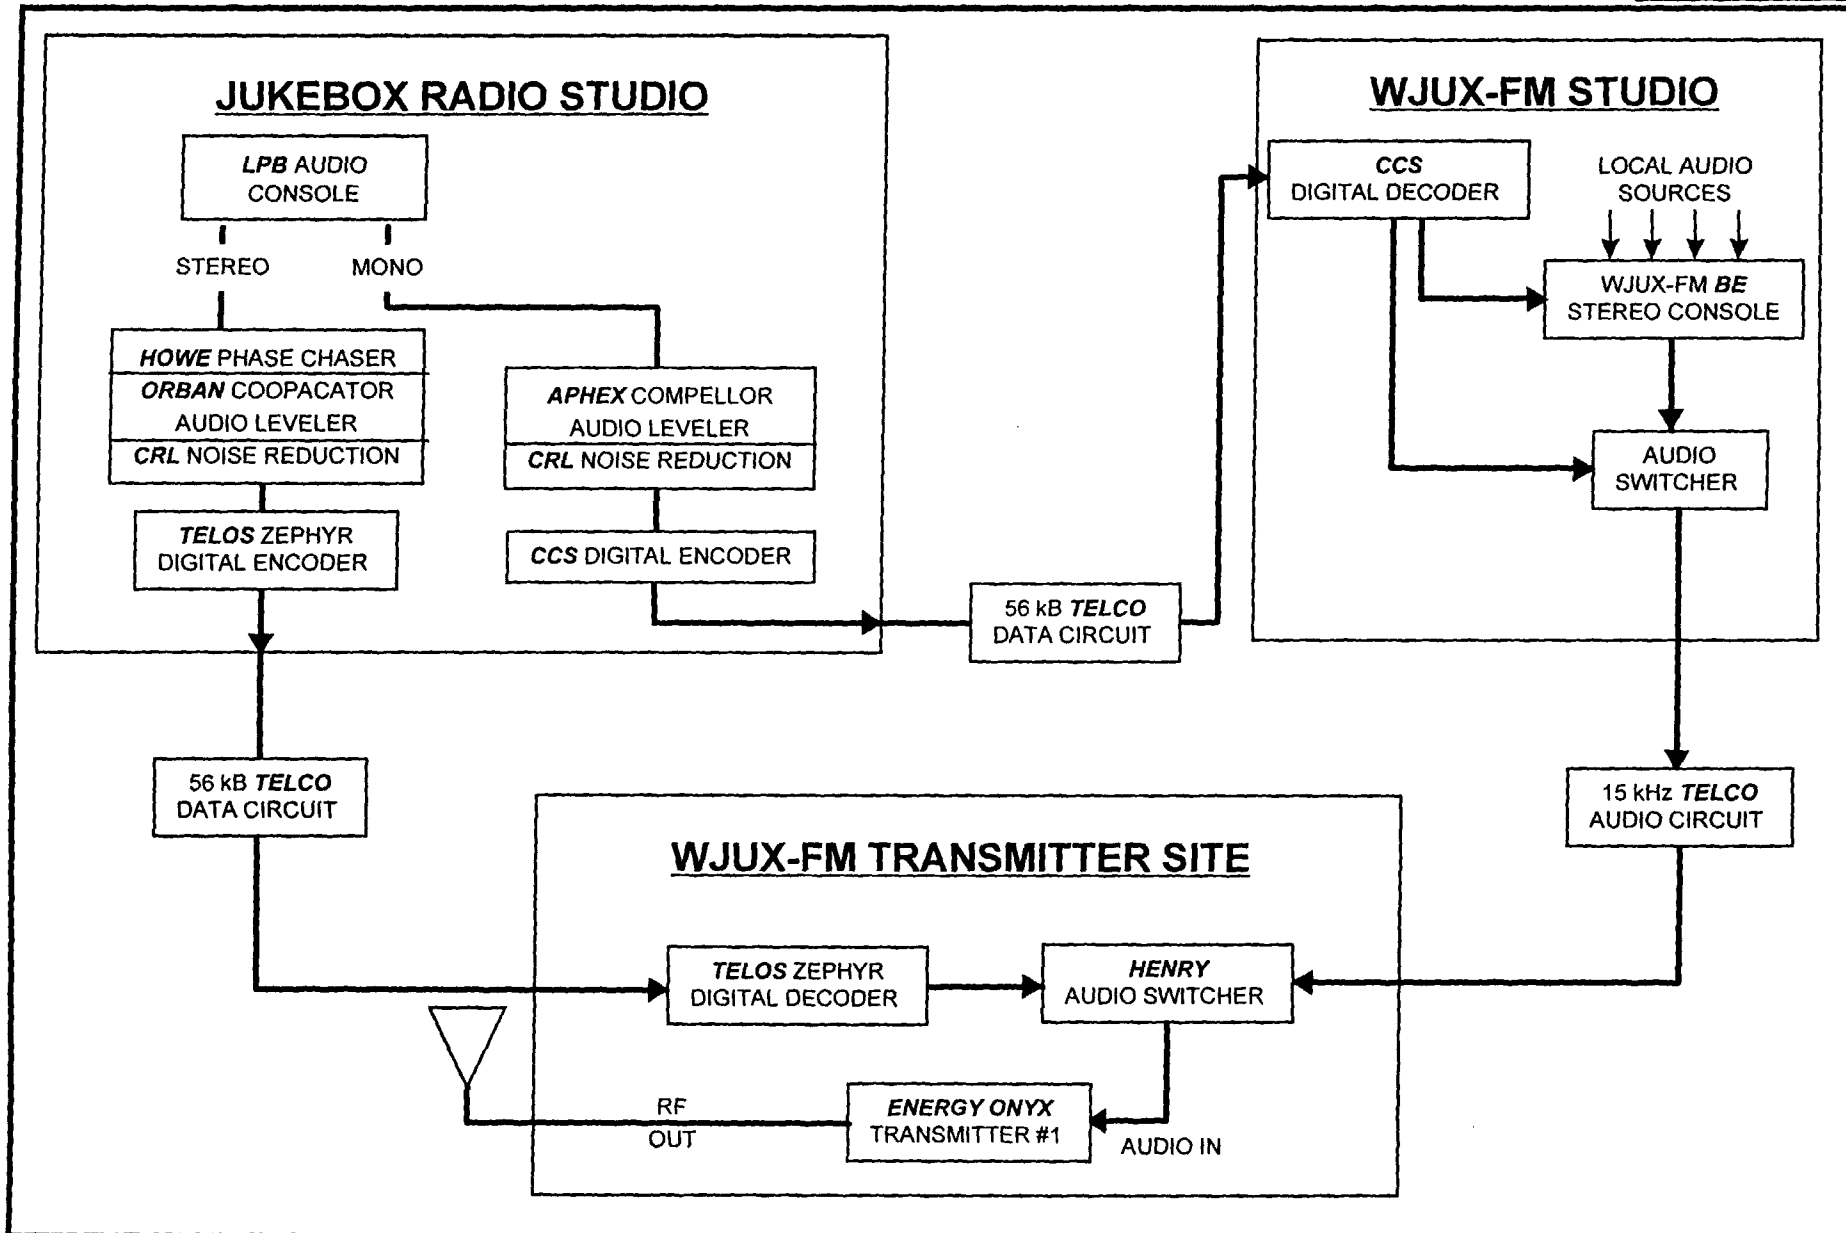 JUKEBOX RADIO STUDIO
LPB AUDIO
CONSOLE
STEREO
MONO
HOWE PHASE CHASER
ORBAN COOPACATOR
AUDIO LEVELER
CRL NOISE REDUCTION
TELOS ZEPHYR
DIGITAL ENCODER
APHEX COMPELLOR
AUDIO LEVELER
CRL NOISE REDUCTION
CCS DIGITAL ENCODER
56 kB TELCO
DATA CIRCUIT
WJUX-FM STUDIO
CCS
DIGITAL DECODER
LOCAL AUDIO
SOURCES
WJUX-FM BE
STEREO CONSOLE
AUDIO
SWITCHER
56 kB TELCO
DATA CIRCUIT
15 kHz TELCO
AUDIO CIRCUIT
WJUX-FM TRANSMITTER SITE
TELOS ZEPHYR
DIGITAL DECODER
HENRY
AUDIO SWITCHER
ENERGY ONYX
TRANSMITTER #1
AUDIO IN
RF
OUT